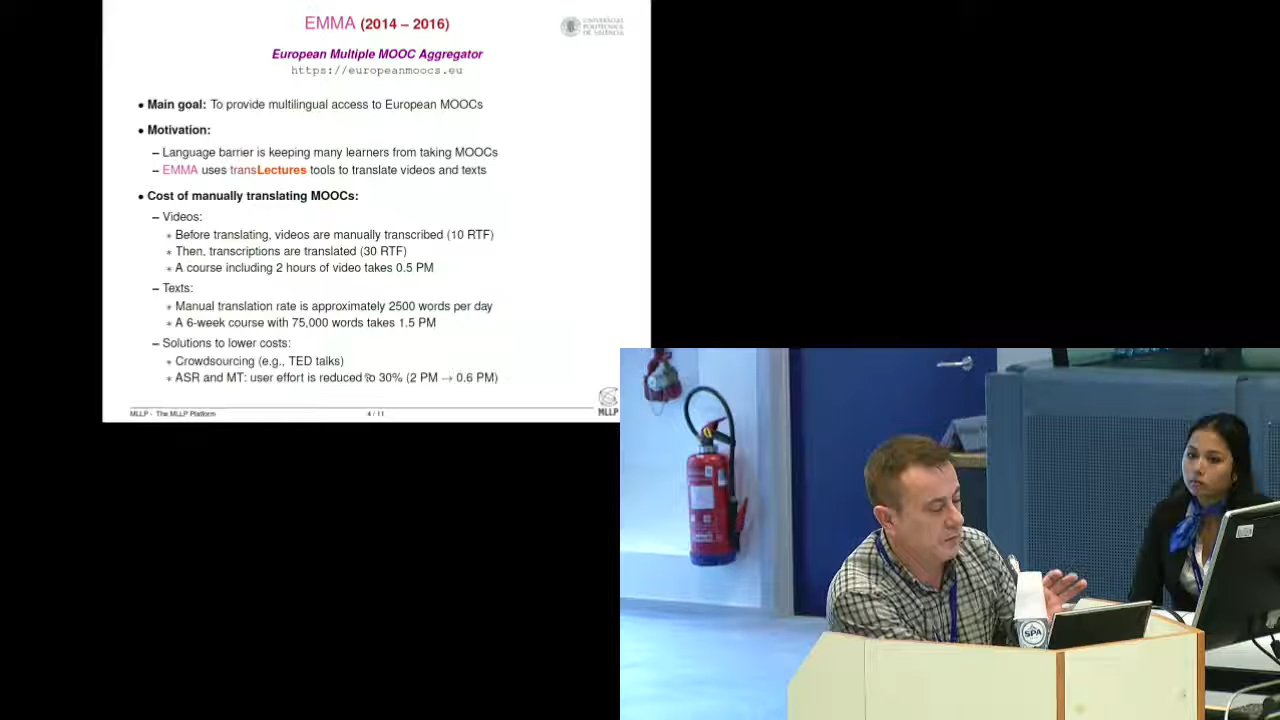 EMMA (2014 – 2016)
UNIVERSITAT
POLITÈCNICA
DE VALÈNCIA
European Multiple MOOC Aggregator
https://europeanmoocs.eu
• Main goal: To provide multilingual access to European MOOCs
• Motivation:
– Language barrier is keeping many learners from taking MOOCs
– EMMA uses transLectures tools to translate videos and texts
• Cost of manually translating MOOCs:
– Videos:
* Before translating, videos are manually transcribed (10 RTF)
* Then, transcriptions are translated (30 RTF)
* A course including 2 hours of video takes 0.5 PM
– Texts:
* Manual translation rate is approximately 2500 words per day
* A 6-week course with 75,000 words takes 1.5 PM
– Solutions to lower costs:
* Crowdsourcing (e.g., TED talks)
* ASR and MT: user effort is reduced to 30% (2 PM → 0.6 PM)
MLLP - The MLLP Platform
4 / 11
MLLP
SPA